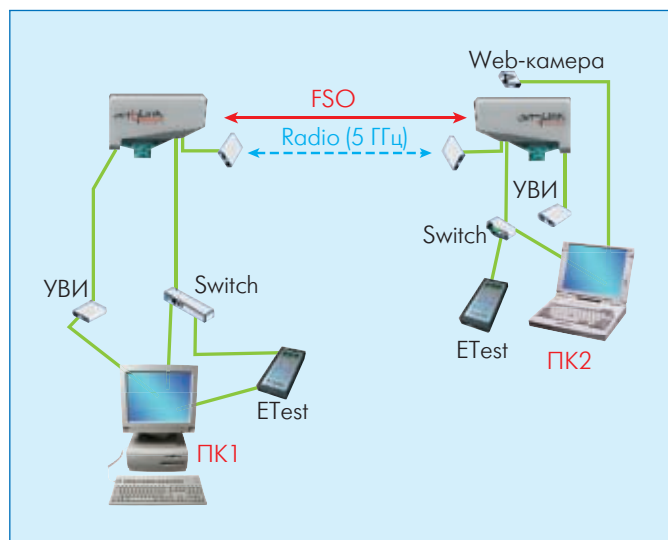 Web-камера
FSO
Radio (5 ГГц)
УВИ
Switch
УВИ
Switch
ETest
ПК2
ETest
ПК1